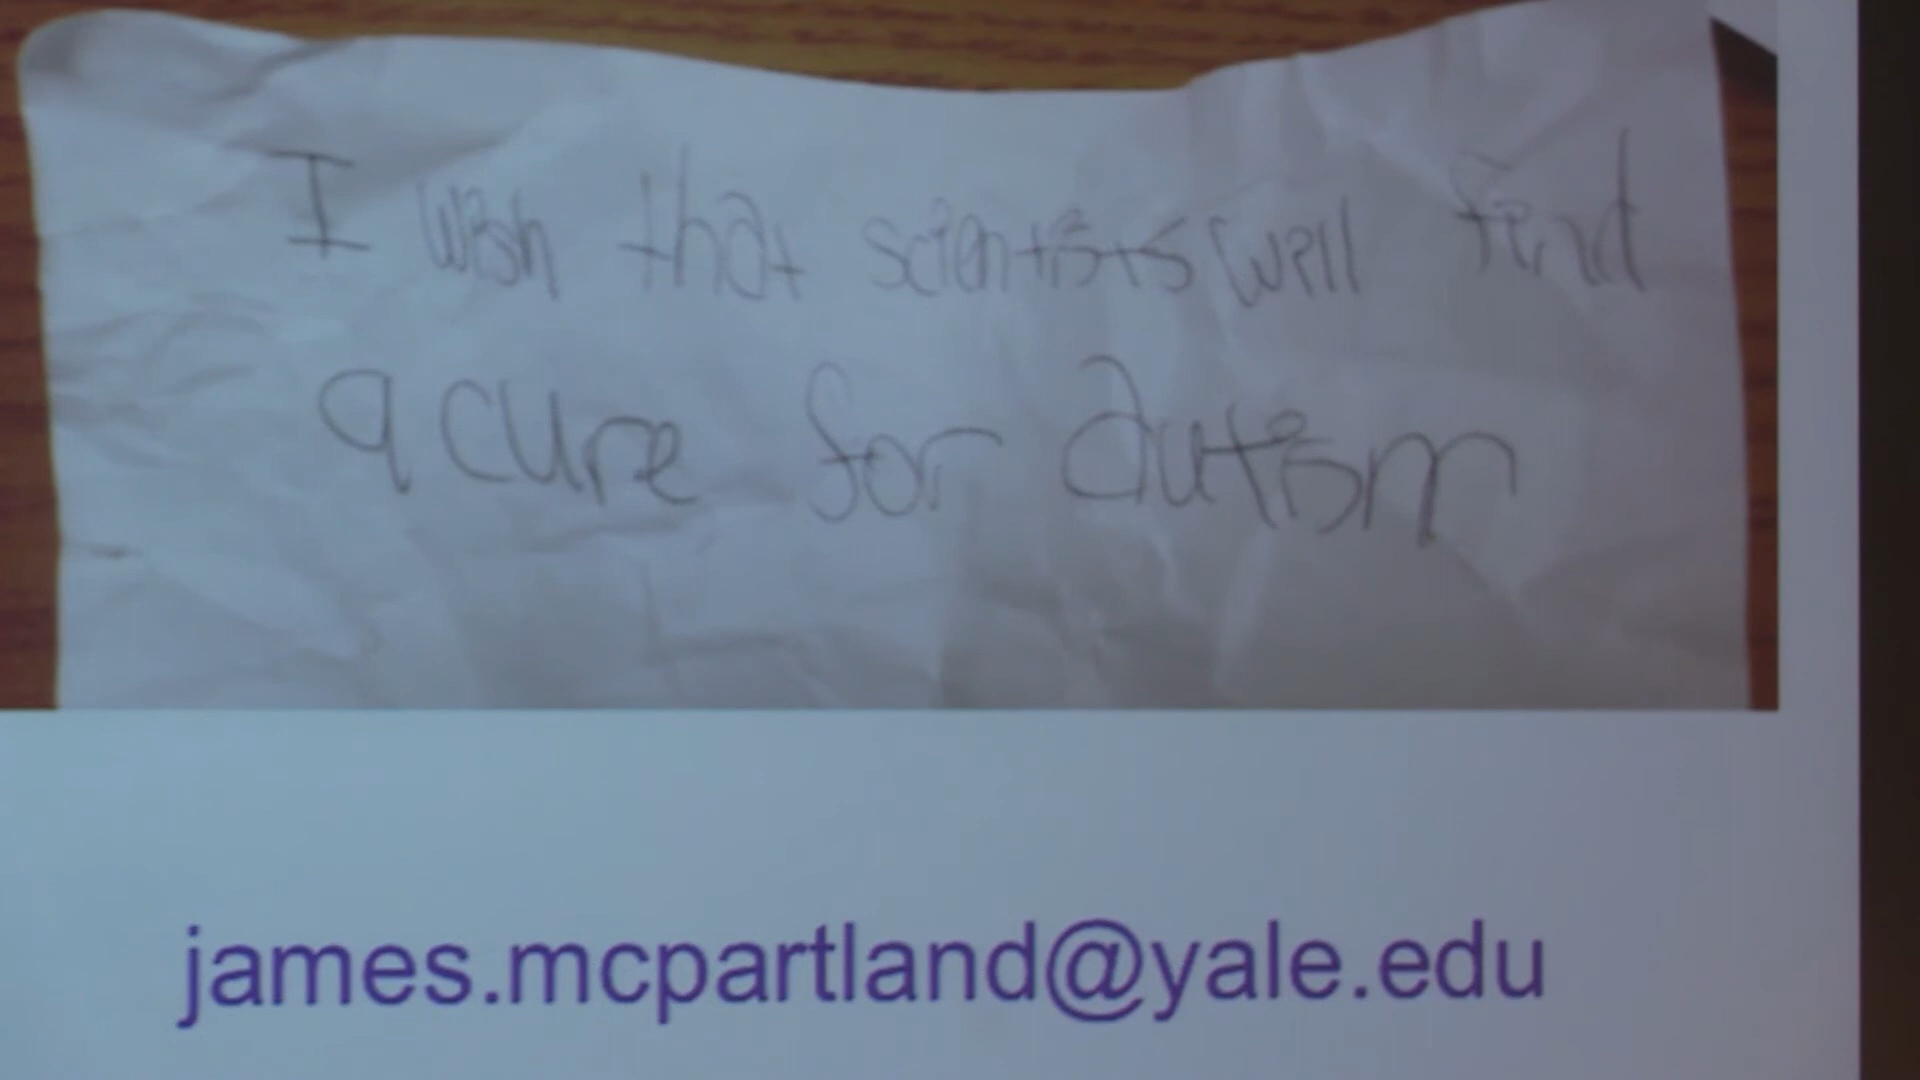 I wish that scientists will find
a cure for autism
james.mcpartland@yale.edu